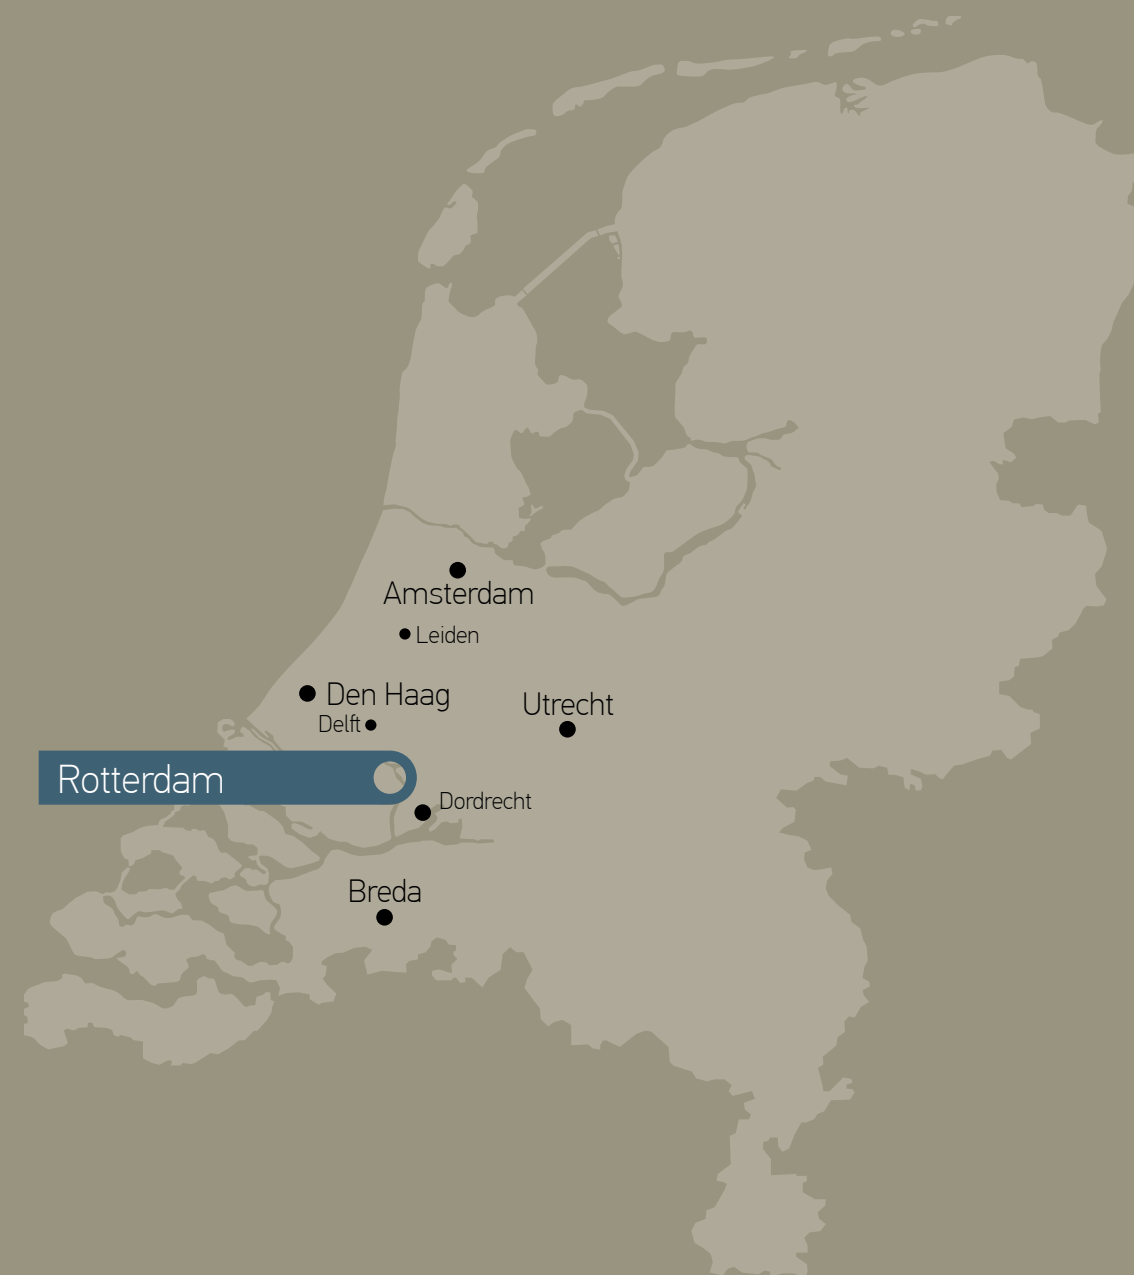 Amsterdam
Leiden
Den Haag
Utrecht
Delft
Rotterdam
Dordrecht
Breda